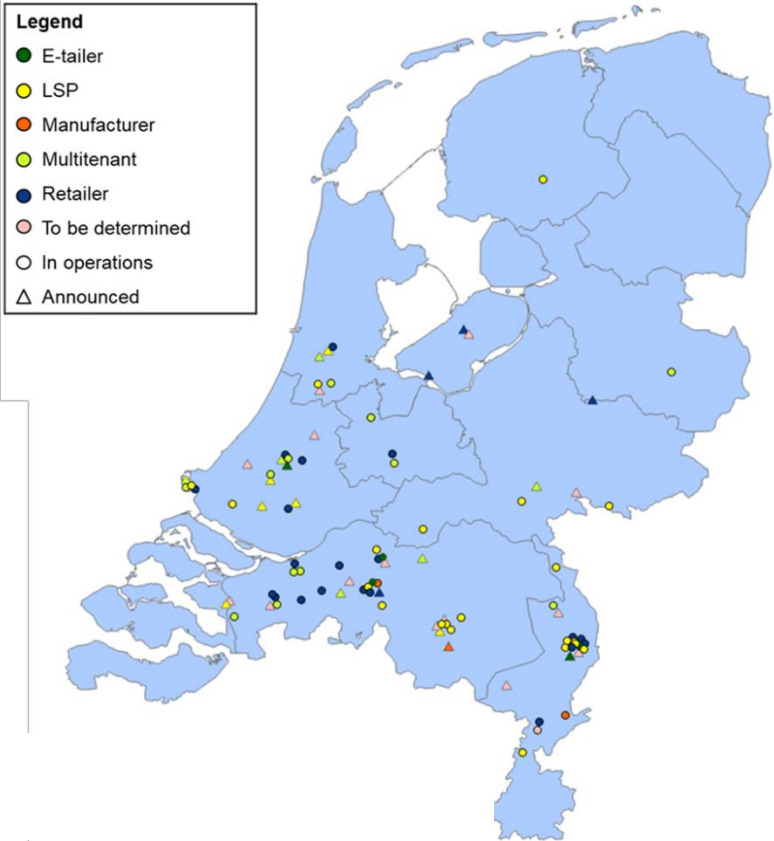 Legend
E-tailer
LSP
Manufacturer
Multitenant
Retailer
To be determined
In operations
Announced